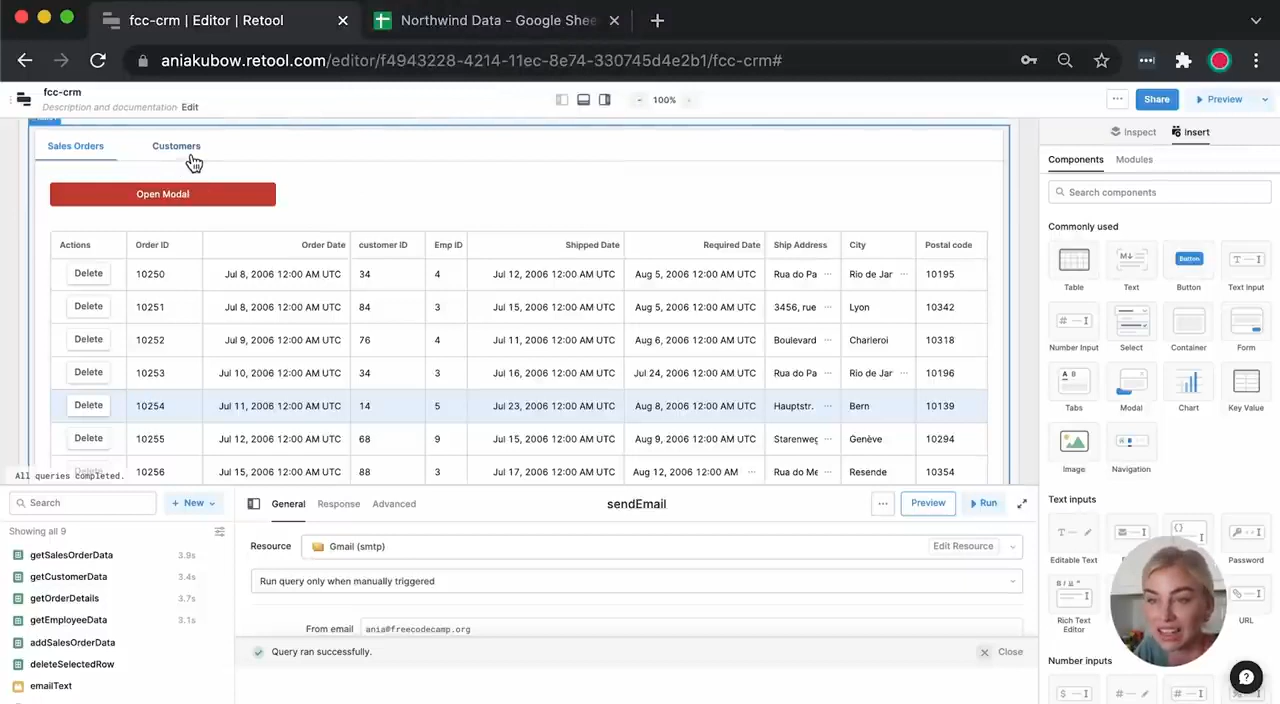 fcc-crm | Editor | Retool
Northwind Data - Google Shee
aniakubow.retool.com/editor/f4943228-4214-11ec-8e74-330745d4e2b1/fcc-crm#
fcc-crm
Description and documentation Edit
100%
Share
Preview
Inspect
Insert
Sales Orders
Customers
Components
Modules
Open Modal
Search components
Commonly used
Actions Order ID Order Date customer ID Emp ID Shipped Date Required Date Ship Address City Postal code
Delete 10250 Jul 8, 2006 12:00 AM UTC 34 4 Jul 12, 2006 12:00 AM UTC Aug 5, 2006 12:00 AM UTC Rua do Pa ··· Rio de Jar ··· 10195
Delete 10251 Jul 8, 2006 12:00 AM UTC 84 3 Jul 15, 2006 12:00 AM UTC Aug 5, 2006 12:00 AM UTC 3456, rue ··· Lyon 10342
Delete 10252 Jul 9, 2006 12:00 AM UTC 76 4 Jul 11, 2006 12:00 AM UTC Aug 6, 2006 12:00 AM UTC Boulevard ··· Charleroi 10318
Delete 10253 Jul 10, 2006 12:00 AM UTC 34 3 Jul 16, 2006 12:00 AM UTC Jul 24, 2006 12:00 AM UTC Rua do Pa ··· Rio de Jar ··· 10196
Delete 10254 Jul 11, 2006 12:00 AM UTC 14 5 Jul 23, 2006 12:00 AM UTC Aug 8, 2006 12:00 AM UTC Hauptstr. ··· Bern 10139
Delete 10255 Jul 12, 2006 12:00 AM UTC 68 9 Jul 15, 2006 12:00 AM UTC Aug 9, 2006 12:00 AM UTC Starenweg ··· Genève 10294
Delete 10256 Jul 15, 2006 12:00 AM UTC 88 3 Jul 17, 2006 12:00 AM UTC Aug 12, 2006 12:00 AM ··· Rua do Me ··· Resende 10354
Button
Table Text Button Text Input
Number Input Select Container Form
Tabs Modal Chart Key Value
Image Navigation
Text inputs
Editable Text
Password
Rich Text
Editor
URL
Number inputs
All queries completed.
Search
+ New
General
Response
Advanced
sendEmail
Preview
Run
Showing all 9
Resource
Gmail (smtp)
Edit Resource
getSalesOrderData 3.9s
getCustomerData 3.4s
getOrderDetails 3.7s
getEmployeeData 3.1s
addSalesOrderData
deleteSelectedRow
emailText
Run query only when manually triggered
From email
ania@freecodecamp.org
Query ran successfully.
Close